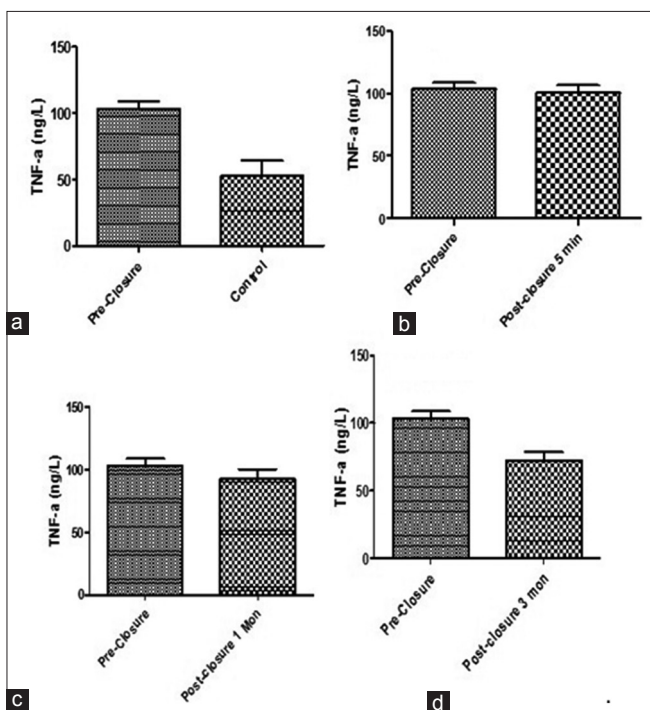 150
100
50
0
TNF-a (ng/L)
Pre-Closure
Control
a
150
100
50
0
TNF-a (ng/L)
Pre-Closure
Post-closure 5 min
b
150
100
50
0
TNF-a (ng/L)
Pre-Closure
Post-closure 1 Mon
c
150
100
50
0
TNF-a (ng/L)
Pre-Closure
Post-closure 3 mon
d